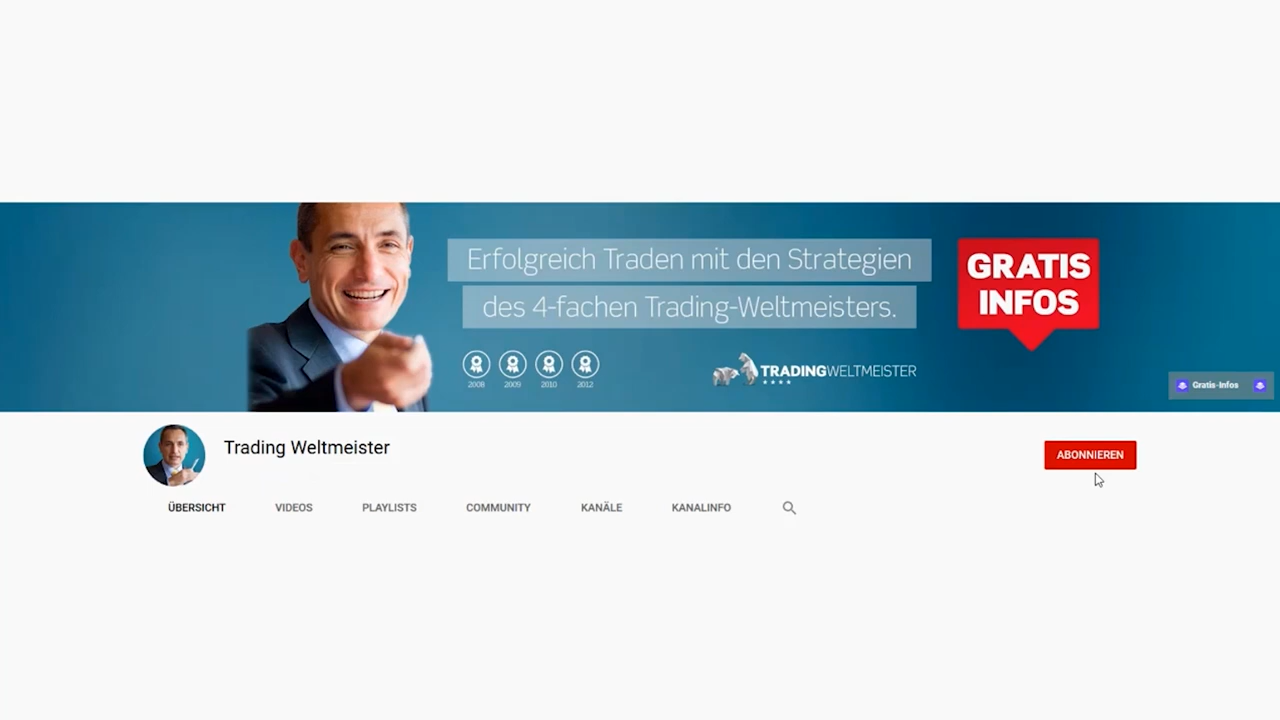 Erfolgreich Traden mit den Strategien
des 4-fachen Trading-Weltmeisters.
GRATIS
INFOS
2008 2009 2010 2012
TRADINGWELTMEISTER
Gratis-Infos
Trading Weltmeister
ABONNIEREN
ÜBERSICHT VIDEOS PLAYLISTS COMMUNITY KANÄLE KANALINFO